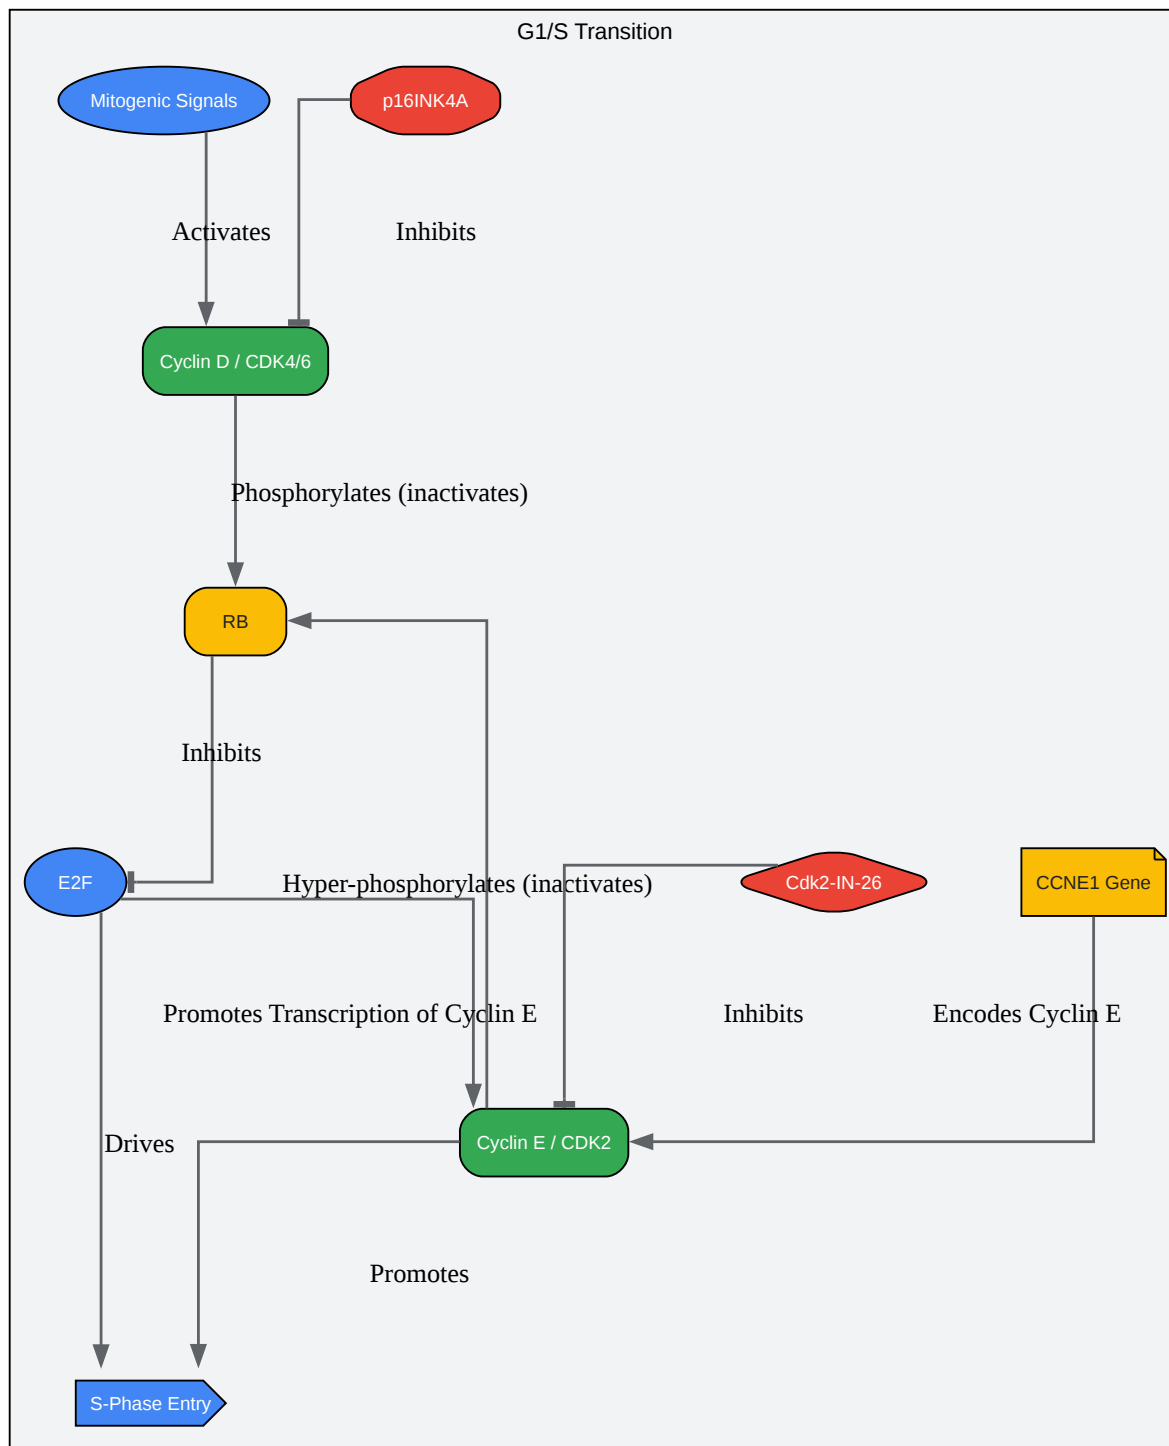 G1/S Transition
Mitogenic Signals
p16INK4A
Activates
Inhibits
Cyclin D / CDK4/6
Phosphorylates (inactivates)
RB
Inhibits
E2F
Hyper-phosphorylates (inactivates)
Cdk2-IN-26
CCNE1 Gene
Promotes Transcription of Cyclin E
Inhibits
Encodes Cyclin E
Drives
Cyclin E / CDK2
Promotes
S-Phase Entry